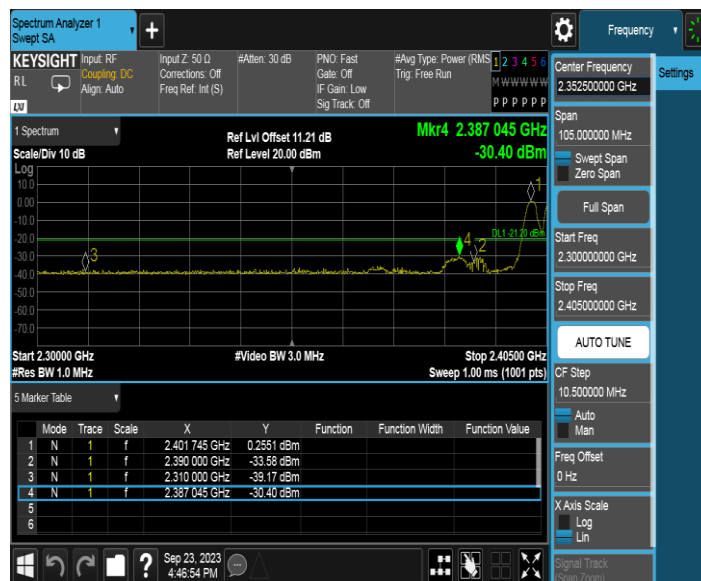 Spectrum Analyzer 1
Swept SA
Frequency
KEYSIGHT
RL
LXI
Input: RF
Coupling: DC
Align: Auto
Input Z: 50 Ω
Corrections: Off
Freq Ref: Int (S)
#Atten: 30 dB
PNO: Fast
Gate: Off
IF Gain: Low
Sig Track: Off
#Avg Type: Power (RMS
Trig: Free Run
1 2 3 4 5 6
M W W W W W
P P P P P P
1 Spectrum
Scale/Div 10 dB
Ref Lvl Offset 11.21 dB
Ref Level 20.00 dBm
Mkr4 2.387 045 GHz
-30.40 dBm
Log
10.0
0.00
-10.0
-20.0
-30.0
-40.0
-50.0
-60.0
-70.0
1
DL1 -21.20 dBm
4
2
3
Start 2.30000 GHz
#Res BW 1.0 MHz
#Video BW 3.0 MHz
Stop 2.40500 GHz
Sweep 1.00 ms (1001 pts)
5 Marker Table
Mode Trace Scale X Y Function Function Width Function Value
1 N 1 f 2.401 745 GHz 0.2551 dBm
2 N 1 f 2.390 000 GHz -33.58 dBm
3 N 1 f 2.310 000 GHz -39.17 dBm
4 N 1 f 2.387 045 GHz -30.40 dBm
5
6
?
Sep 23, 2023
4:46:54 PM
Center Frequency
2.352500000 GHz
Settings
Span
105.000000 MHz
Swept Span
Zero Span
Full Span
Start Freq
2.300000000 GHz
Stop Freq
2.405000000 GHz
AUTO TUNE
CF Step
10.500000 MHz
Auto
Man
Freq Offset
0 Hz
X Axis Scale
Log
Lin
Signal Track
(Span Zoom)